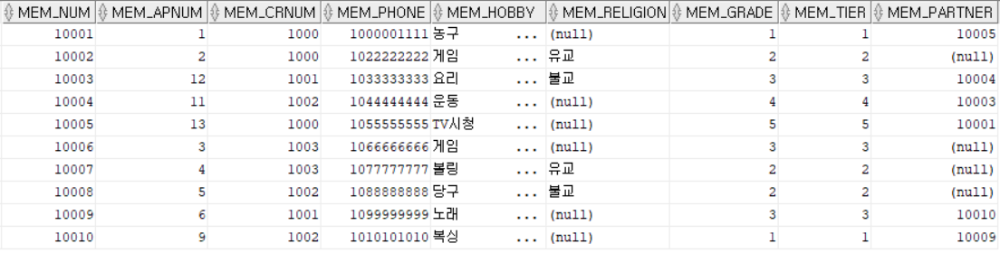 MEM_NUM MEM_APNUM MEM_CRNUM MEM_PHONE MEM_HOBBY MEM_RELIGION MEM_GRADE MEM_TIER MEM_PARTNER
10001 1 1000 1000001111 농구 ... (null) 1 1 10005
10002 2 1000 1022222222 게임 ... 유교 2 2 (null)
10003 12 1001 1033333333 요리 ... 불교 3 3 10004
10004 11 1002 1044444444 운동 ... (null) 4 4 10003
10005 13 1000 1055555555 TV시청 ... (null) 5 5 10001
10006 3 1003 1066666666 게임 ... (null) 3 3 (null)
10007 4 1003 1077777777 볼링 ... 유교 2 2 (null)
10008 5 1002 1088888888 당구 ... 불교 2 2 (null)
10009 6 1001 1099999999 노래 ... (null) 3 3 10010
10010 9 1002 1010101010 복싱 ... (null) 1 1 10009